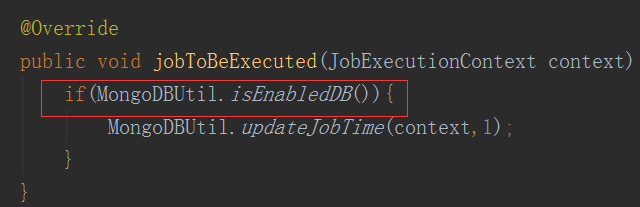 @Override
public void jobToBeExecuted(JobExecutionContext context)
if(MongoDBUtil.isEnabledDB()){
MongoDBUtil.updateJobTime(context,1);
}
}